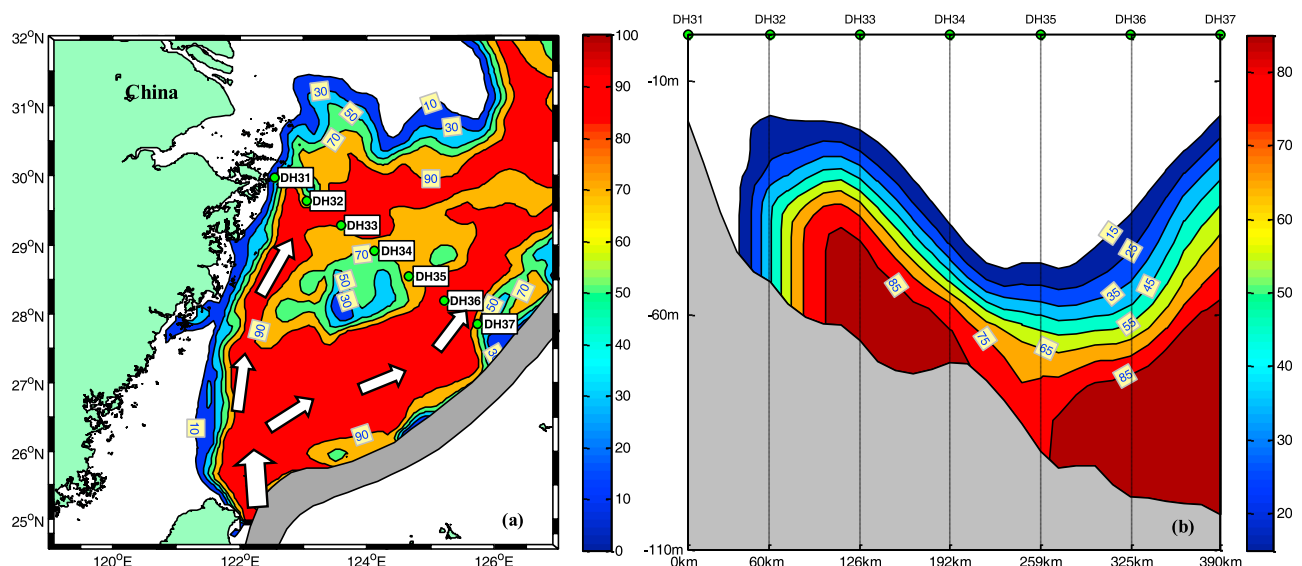 32°N
31°N
30°N
29°N
28°N
27°N
26°N
25°N
120°E
122°E
124°E
126°E
China
30
50
10
30
70
90
DH31
DH32
DH33
DH34
70
DH35
50
30
DH36
50
70
DH37
90
3
10
90
(a)
100
90
80
70
60
50
40
30
20
10
0
DH31 DH32 DH33 DH34 DH35 DH36 DH37
-10m
-60m
-110m
15
25
35
45
55
65
75
85
85
(b)
0km 60km 126km 192km 259km 325km 390km
80
70
60
50
40
30
20